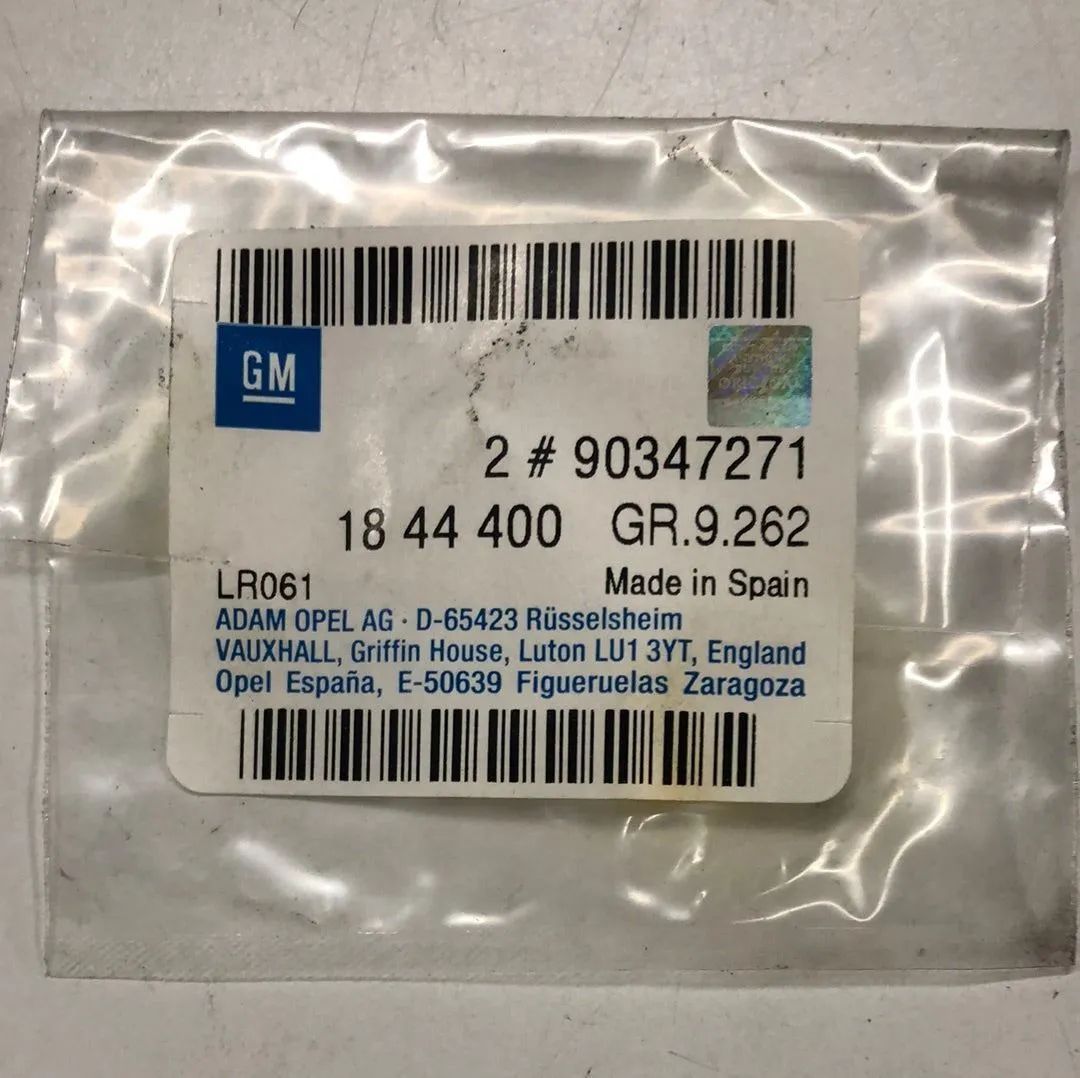 GM
2 # 90347271
18 44 400 GR.9.262
LR061 Made in Spain
ADAM OPEL AG · D-65423 Rüsselsheim
VAUXHALL, Griffin House, Luton LU1 3YT, England
Opel España, E-50639 Figueruelas Zaragoza